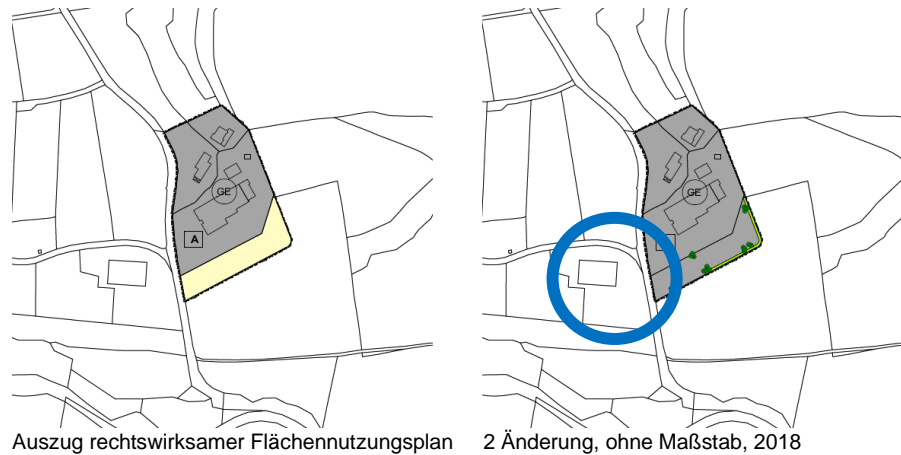 GE
A
GE
Auszug rechtswirksamer Flächennutzungsplan
2 Änderung, ohne Maßstab, 2018